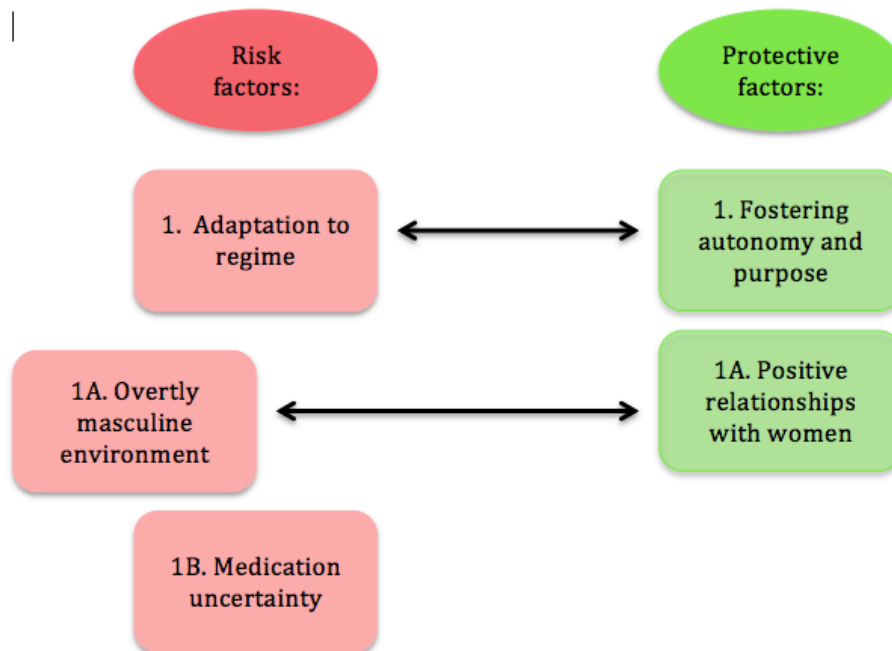 Risk
factors:
Protective
factors:
1. Adaptation to
regime
1. Fostering
autonomy and
purpose
1A. Overtly
masculine
environment
1A. Positive
relationships
with women
1B. Medication
uncertainty